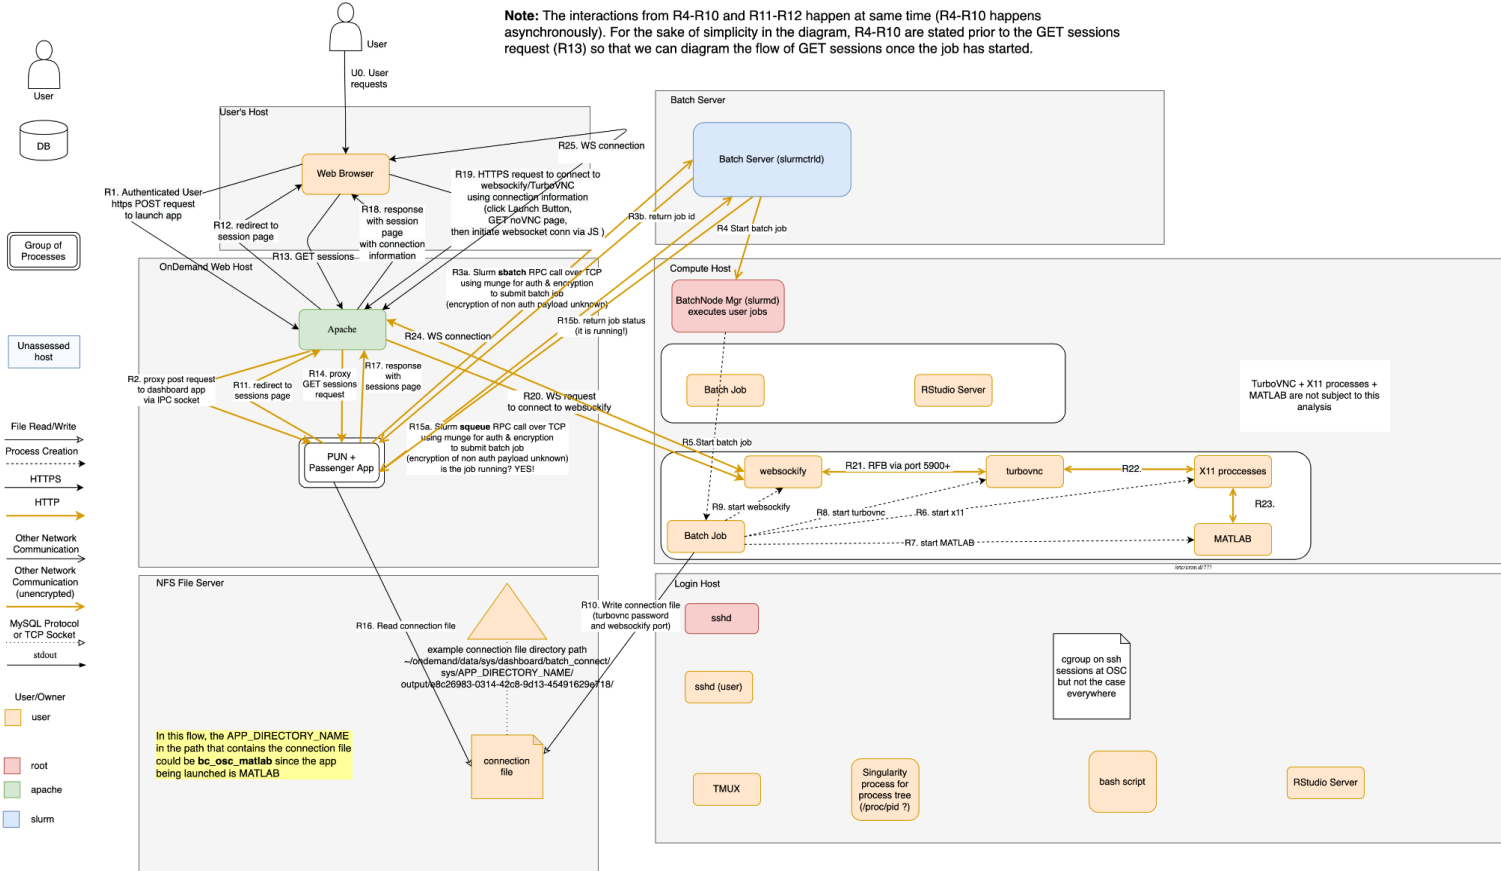 Note: The interactions from R4-R10 and R11-R12 happen at same time (R4-R10 happens
asynchronously). For the sake of simplicity in the diagram, R4-R10 are stated prior to the GET sessions
request (R13) so that we can diagram the flow of GET sessions once the job has started.
User
U0. User
requests
User
DB
Group of
Processes
Unassessed
host
File Read/Write
Process Creation
HTTPS
HTTP
Other Network
Communication
Other Network
Communication
(unencrypted)
MySQL Protocol
or TCP Socket
stdout
User/Owner
user
root
apache
slurm
User's Host
Web Browser
R25. WS connection
R1. Authenticated User
https POST request
to launch app
R12. redirect to
session page
R13. GET sessions
R18. response
with session
page
with connection
information
R19. HTTPS request to connect to
websockify/TurboVNC
using connection information
(click Launch Button,
GET noVNC page,
then initiate websocket conn via JS )
OnDemand Web Host
Apache
R3a. Slurm sbatch RPC call over TCP
using munge for auth & encryption
to submit batch job
(encryption of non auth payload unknown)
R3b. return job id
R4 Start batch job
R15b. return job status
(it is running!)
R24. WS connection
R2. proxy post request
to dashboard app
via IPC socket
R11. redirect to
sessions page
R14. proxy
GET sessions
request
R17. response
with
sessions page
R20. WS request
to connect to websockify
R15a. Slurm squeue RPC call over TCP
using munge for auth & encryption
to submit batch job
(encryption of non auth payload unknown)
is the job running? YES!
PUN +
Passenger App
Batch Server
Batch Server (slurmctrld)
Compute Host
BatchNode Mgr (slurmd)
executes user jobs
Batch Job
RStudio Server
TurboVNC + X11 processes +
MATLAB are not subject to this
analysis
R5.Start batch job
websockify
R21. RFB via port 5900+
turbovnc
R22.
X11 proccesses
R9. start websockify
R8. start turbovnc
R6. start x11
R23.
Batch Job
R7. start MATLAB
MATLAB
/etc/cron.d/???
NFS File Server
R16. Read connection file
R10. Write connection file
(turbovnc password
and websockify port)
example connection file directory path
~/ondemand/data/sys/dashboard/batch_connect/
sys/APP_DIRECTORY_NAME/
output/e8c26983-0314-42c8-9d13-45491629e718/
In this flow, the APP_DIRECTORY_NAME
in the path that contains the connection file
could be bc_osc_matlab since the app
being launched is MATLAB
connection
file
Login Host
sshd
sshd (user)
cgroup on ssh
sessions at OSC
but not the case
everywhere
TMUX
Singularity
process for
process tree
(/proc/pid ?)
bash script
RStudio Server